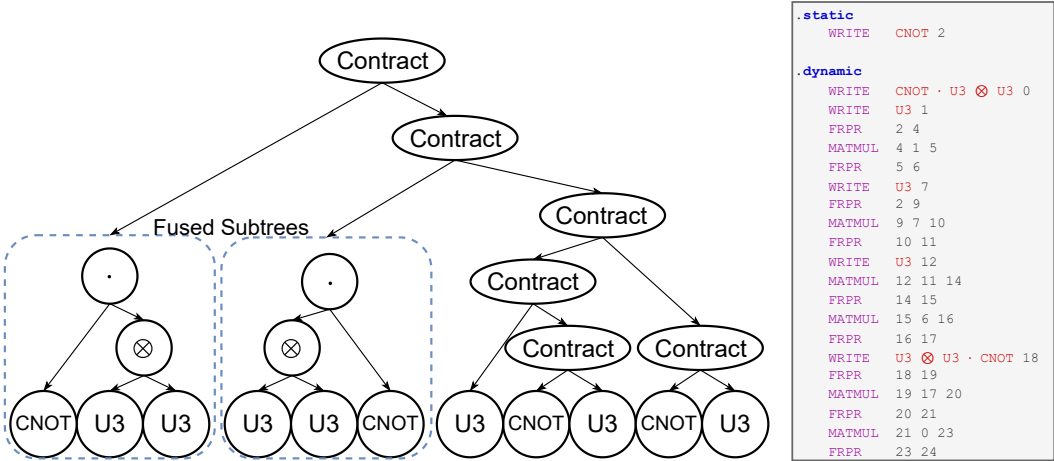 Contract
Contract
Contract
Fused Subtrees
·
·
Contract
⊗
⊗
Contract
Contract
CNOT
U3
U3
U3
U3
CNOT
U3
CNOT
U3
CNOT
U3
.static
WRITE CNOT 2
.dynamic
WRITE CNOT · U3 ⊗ U3 0
WRITE U3 1
FRPR 2 4
MATMUL 4 1 5
FRPR 5 6
WRITE U3 7
FRPR 2 9
MATMUL 9 7 10
FRPR 10 11
WRITE U3 12
MATMUL 12 11 14
FRPR 14 15
MATMUL 15 6 16
FRPR 16 17
WRITE U3 ⊗ U3 · CNOT 18
FRPR 18 19
MATMUL 19 17 20
FRPR 20 21
MATMUL 21 0 23
FRPR 23 24